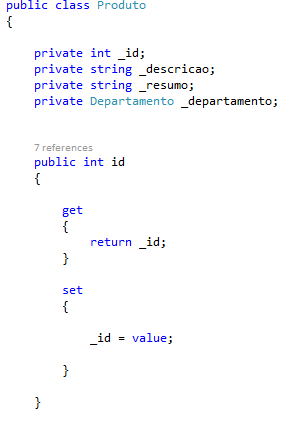 public class Produto
{
private int _id;
private string _descricao;
private string _resumo;
private Departamento _departamento;
7 references
public int id
{
get
{
return _id;
}
set
{
_id = value;
}
}